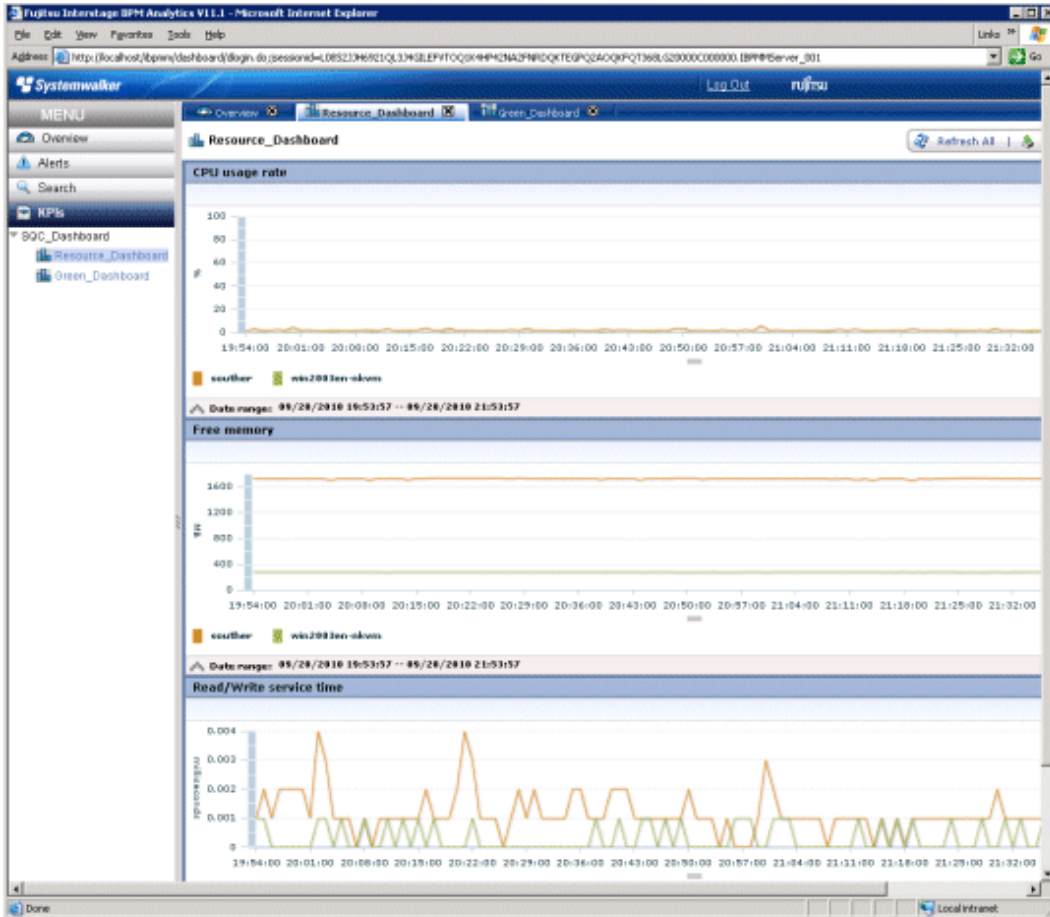 Fujitsu Interstage BPM Analytics V11.1 - Microsoft Internet Explorer
File Edit View Favorites Tools Help
Links
Address
Go
Systemwalker
Log Out
FUJITSU
MENU
Overview
Resource_Dashboard
Green_Dashboard
Overview
Alerts
Search
KPIs
SQC_Dashboard
Resource_Dashboard
Green_Dashboard
Resource_Dashboard
Refresh All |
CPU usage rate
100
80
60
40
20
0
%
19:54:00 20:01:00 20:08:00 20:15:00 20:22:00 20:29:00 20:36:00 20:43:00 20:50:00 20:57:00 21:04:00 21:11:00 21:18:00 21:25:00 21:32:00
souther win2003en-nkvm
Date range: 09/20/2010 19:53:57 -- 09/20/2010 21:53:57
Free memory
1600
1200
800
400
0
MB
19:54:00 20:01:00 20:08:00 20:15:00 20:22:00 20:29:00 20:36:00 20:43:00 20:50:00 20:57:00 21:04:00 21:11:00 21:18:00 21:25:00 21:32:00
souther win2003en-nkvm
Date range: 09/20/2010 19:53:57 -- 09/20/2010 21:53:57
Read/Write service time
0.004
0.003
0.002
0.001
0
milliseconds
19:54:00 20:01:00 20:08:00 20:15:00 20:22:00 20:29:00 20:36:00 20:43:00 20:50:00 20:57:00 21:04:00 21:11:00 21:18:00 21:25:00 21:32:00
Done
Local intranet